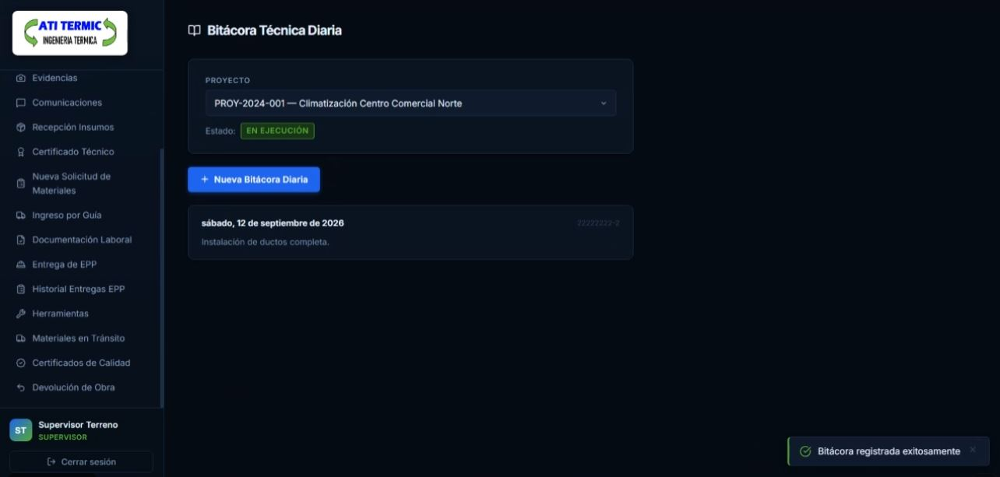 ATI TERMIC
INGENIERIA TERMICA
Evidencias
Comunicaciones
Recepción Insumos
Certificado Técnico
Nueva Solicitud de
Materiales
Ingreso por Guía
Documentación Laboral
Entrega de EPP
Historial Entregas EPP
Herramientas
Materiales en Tránsito
Certificados de Calidad
Devolución de Obra
ST
Supervisor Terreno
SUPERVISOR
Cerrar sesión
Bitácora Técnica Diaria
PROYECTO
PROY-2024-001 — Climatización Centro Comercial Norte
Estado: EN EJECUCIÓN
+ Nueva Bitácora Diaria
sábado, 12 de septiembre de 2026
22222222-2
Instalación de ductos completa.
Bitácora registrada exitosamente